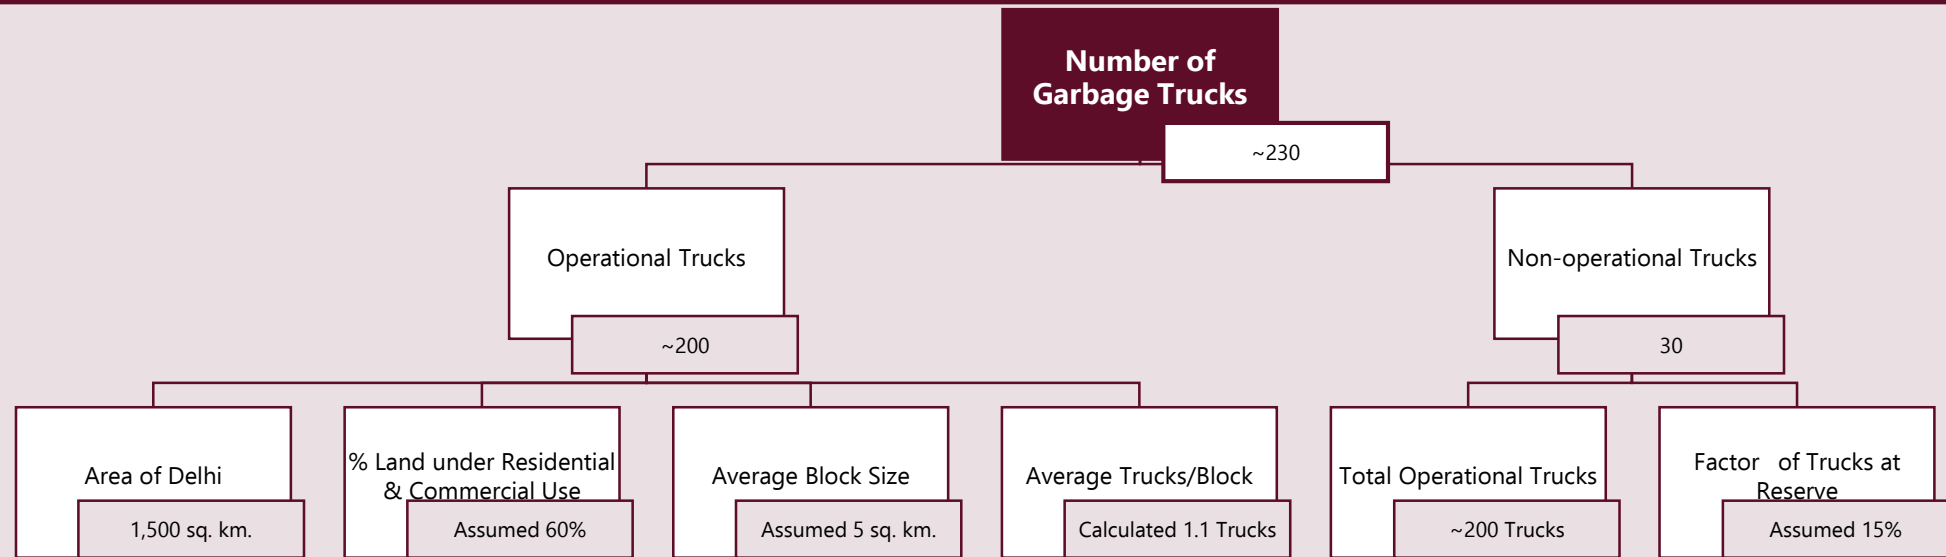 Number of
Garbage Trucks
~230
Operational Trucks
~200
Non-operational Trucks
30
Area of Delhi
1,500 sq. km.
% Land under Residential
& Commercial Use
Assumed 60%
Average Block Size
Assumed 5 sq. km.
Average Trucks/Block
Calculated 1.1 Trucks
Total Operational Trucks
~200 Trucks
Factor of Trucks at
Reserve
Assumed 15%